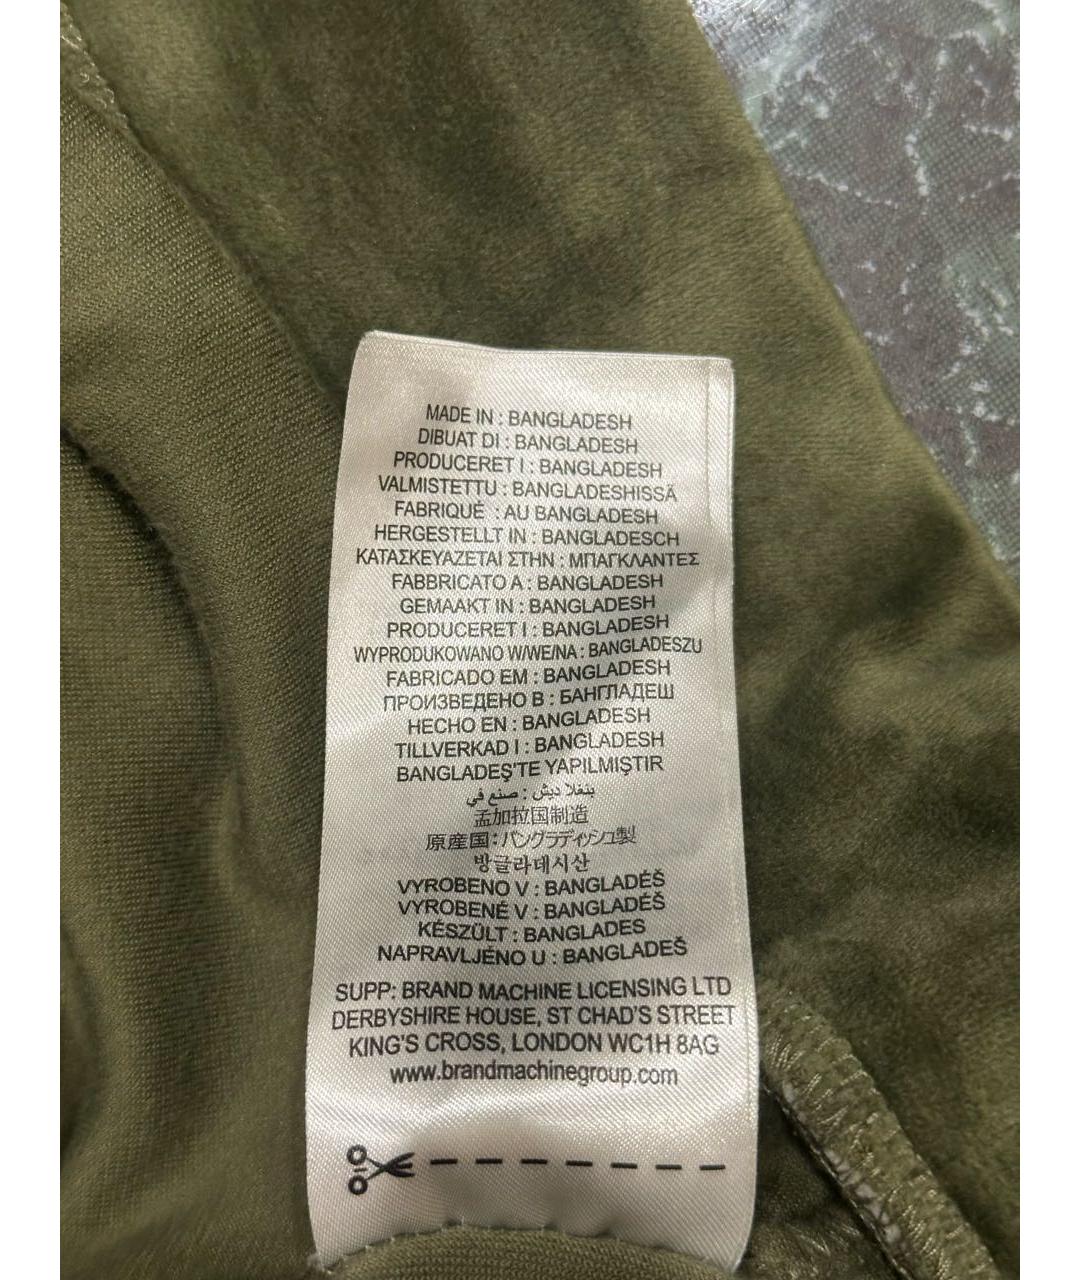 MADE IN : BANGLADESH
DIBUAT DI : BANGLADESH
PRODUCERET I : BANGLADESH
VALMISTETTU : BANGLADESHISSÄ
FABRIQUÉ : AU BANGLADESH
HERGESTELLT IN : BANGLADESCH
ΚΑΤΑΣΚΕΥΑΖΕΤΑΙ ΣΤΗΝ : ΜΠΑΓΚΛΑΝΤΕΣ
FABBRICATO A : BANGLADESH
GEMAAKT IN : BANGLADESH
PRODUCERET I : BANGLADESH
WYPRODUKOWANO W/WE/NA : BANGLADESZU
FABRICADO EM : BANGLADESH
ПРОИЗВЕДЕНО В : БАНГЛАДЕШ
HECHO EN : BANGLADESH
TILLVERKAD I : BANGLADESH
BANGLADEŞ'TE YAPILMIŞTIR
بنغلا ديش : صنع في
孟加拉国制造
原産国：バングラディッシュ製
방글라데시산
VYROBENO V : BANGLADÉŠ
VYROBENÉ V : BANGLADÉŠ
KÉSZÜLT : BANGLADES
NAPRAVLJÉNO U : BANGLADEŠ
SUPP: BRAND MACHINE LICENSING LTD
DERBYSHIRE HOUSE, ST CHAD'S STREET
KING'S CROSS, LONDON WC1H 8AG
www.brandmachinegroup.com